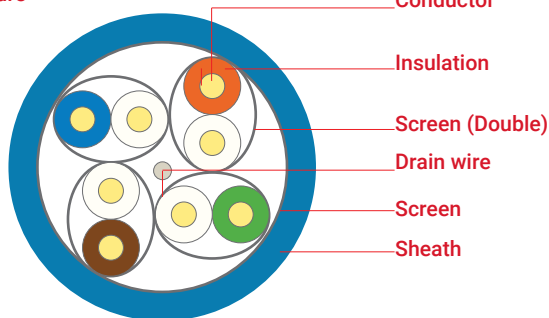 Conductor
Insulation
Screen (Double)
Drain wire
Screen
Sheath